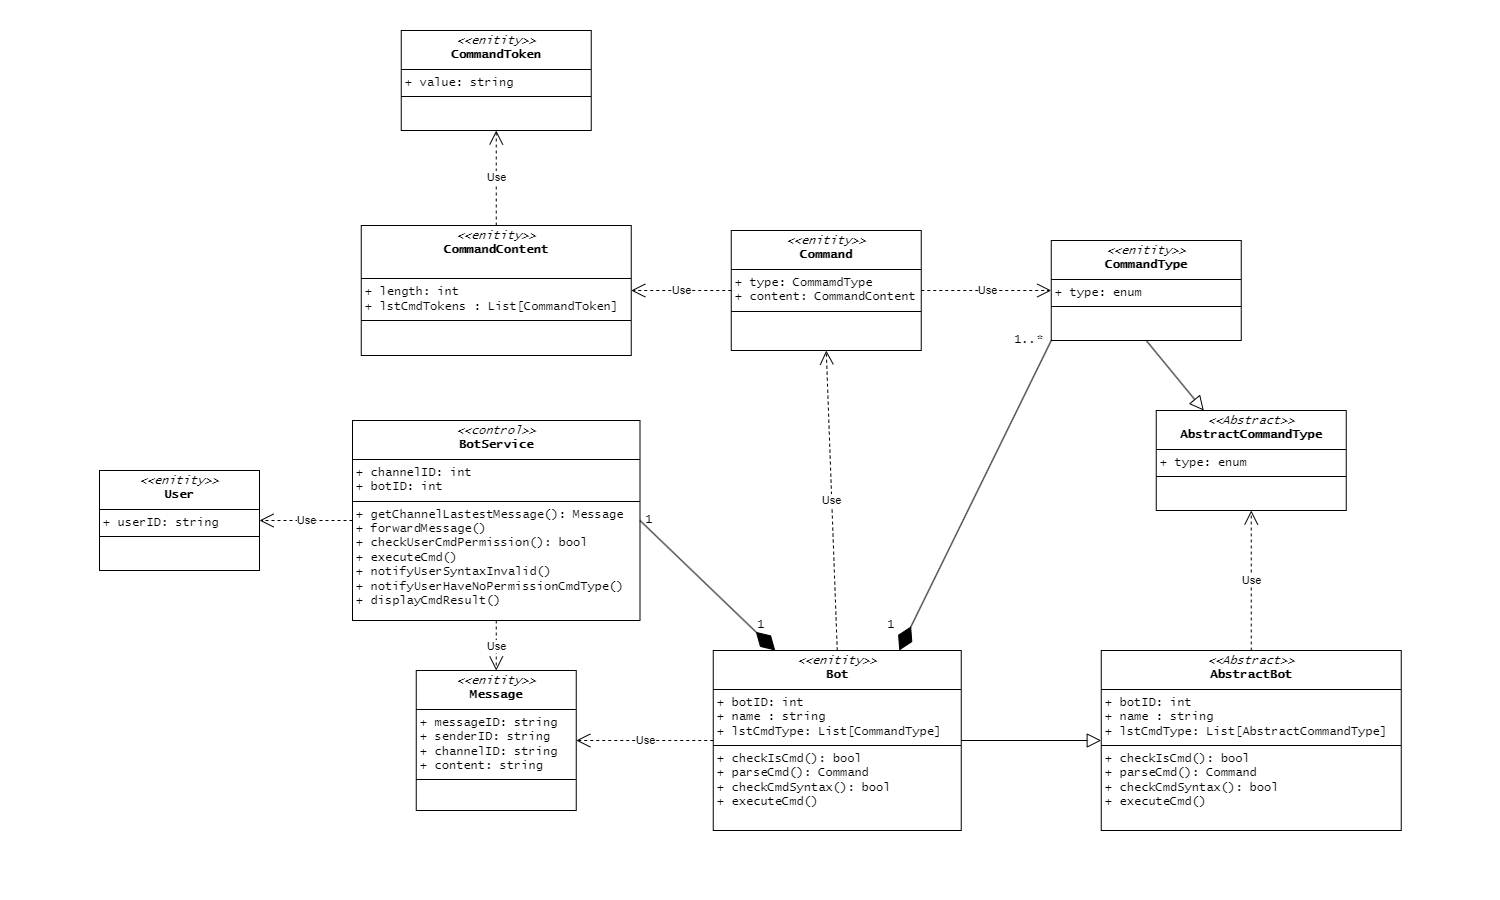 <<enitity>>
CommandToken
+ value: string
Use
<<enitity>>
CommandContent
+ length: int
+ lstCmdTokens : List[CommandToken]
Use
<<enitity>>
Command
+ type: CommamdType
+ content: CommandContent
Use
<<enitity>>
CommandType
+ type: enum
1..*
<<Abstract>>
AbstractCommandType
+ type: enum
<<control>>
BotService
+ channelID: int
+ botID: int
+ getChannelLastestMessage(): Message
+ forwardMessage()
+ checkUserCmdPermission(): bool
+ executeCmd()
+ notifyUserSyntaxInvalid()
+ notifyUserHaveNoPermissionCmdType()
+ displayCmdResult()
<<enitity>>
User
+ userID: string
Use
1
Use
Use
Use
1
1
<<enitity>>
Message
+ messageID: string
+ senderID: string
+ channelID: string
+ content: string
Use
<<enitity>>
Bot
+ botID: int
+ name : string
+ lstCmdType: List[CommandType]
+ checkIsCmd(): bool
+ parseCmd(): Command
+ checkCmdSyntax(): bool
+ executeCmd()
<<Abstract>>
AbstractBot
+ botID: int
+ name : string
+ lstCmdType: List[AbstractCommandType]
+ checkIsCmd(): bool
+ parseCmd(): Command
+ checkCmdSyntax(): bool
+ executeCmd()